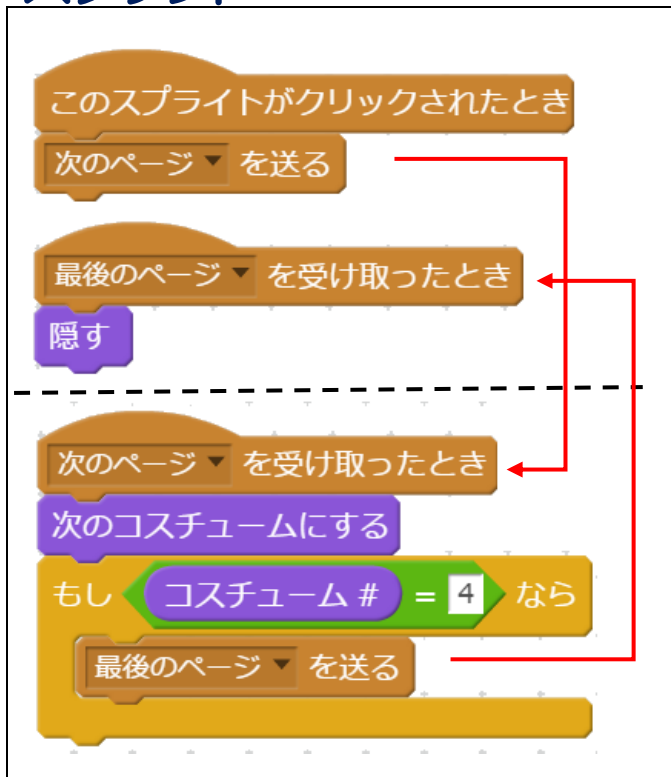 このスプライトがクリックされたとき
次のページ を送る
最後のページ を受け取ったとき
隠す
次のページ を受け取ったとき
次のコスチュームにする
もし コスチューム # = 4 なら
最後のページ を送る